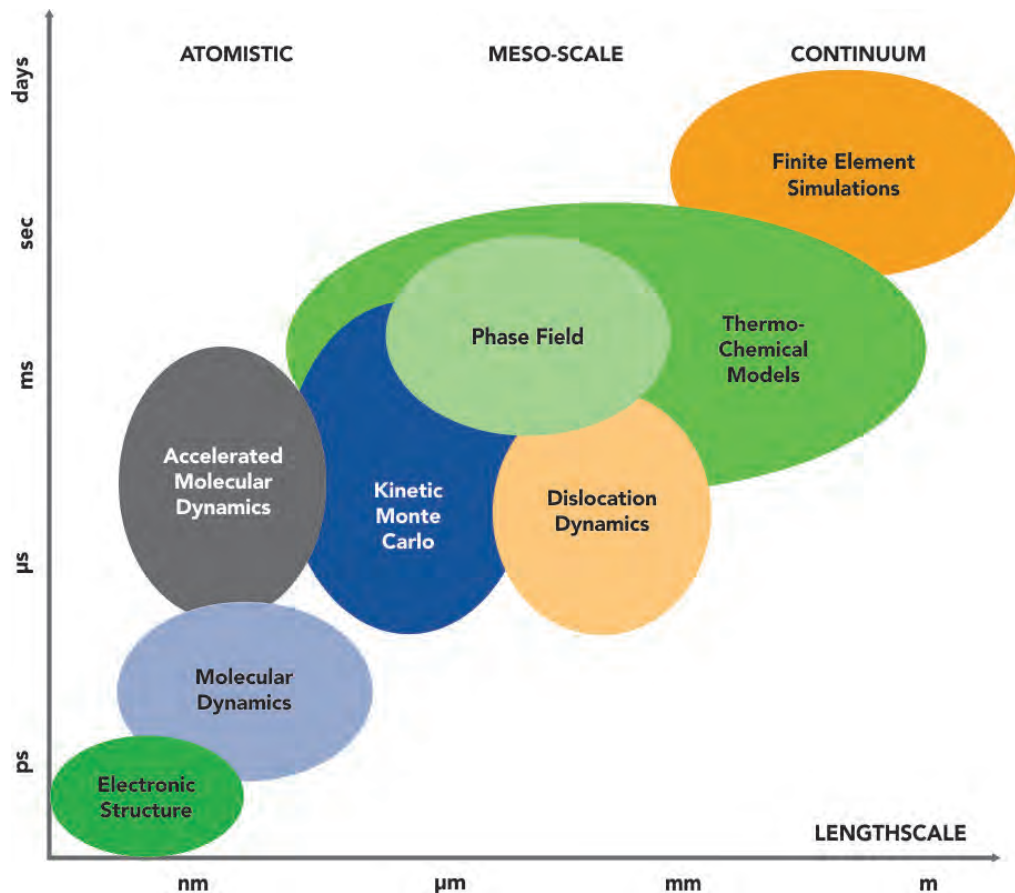 ATOMISTIC MESO-SCALE CONTINUUM
days
Finite Element
Simulations
sec
Phase Field
Thermo-
Chemical
Models
ms
Accelerated
Molecular
Dynamics
Kinetic
Monte
Carlo
Dislocation
Dynamics
µs
Molecular
Dynamics
ps
Electronic
Structure
LENGTHSCALE
nm µm mm m